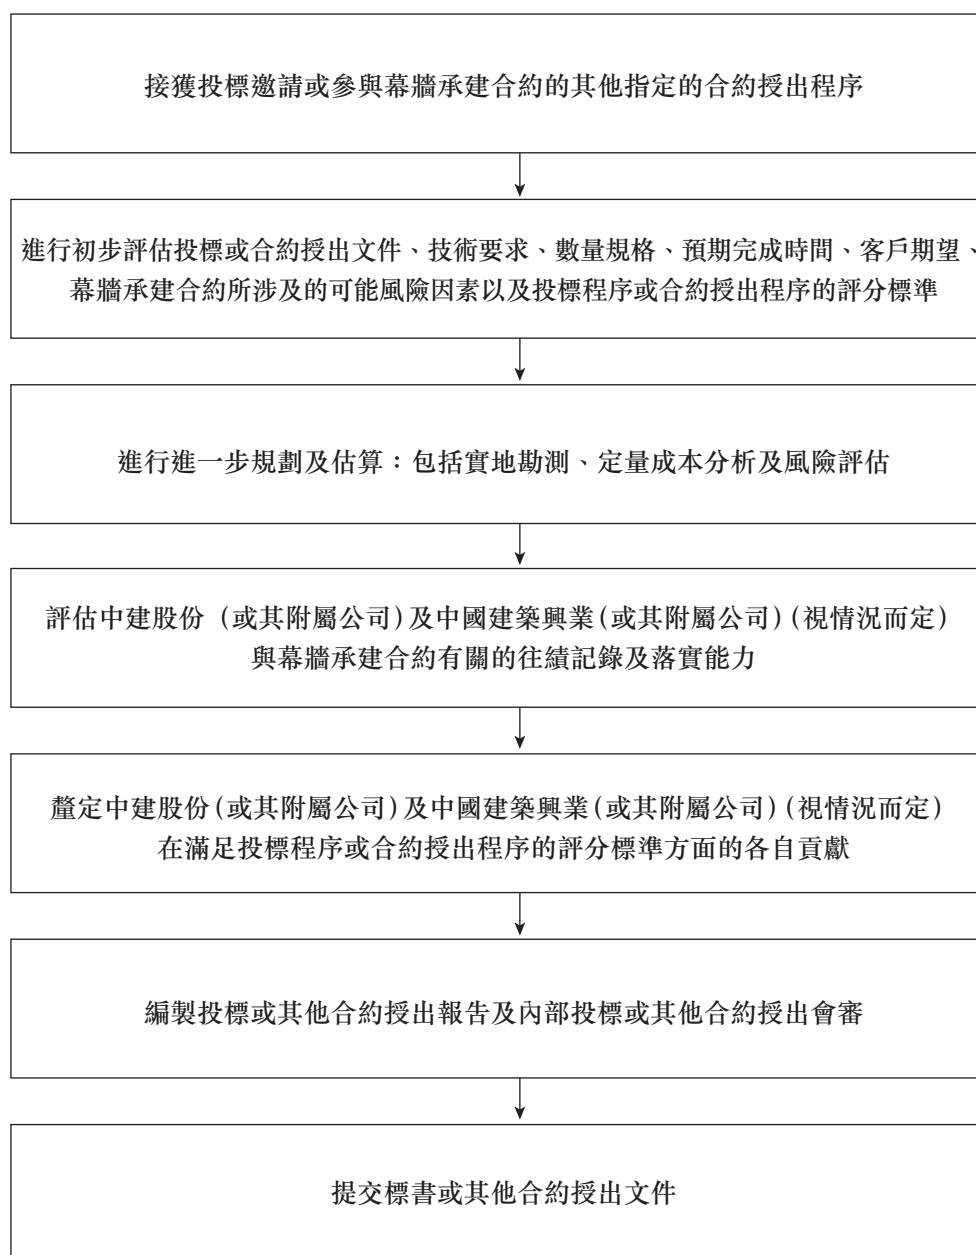 接獲投標邀請或參與幕牆承建合約的其他指定的合約授出程序
進行初步評估投標或合約授出文件、技術要求、數量規格、預期完成時間、客戶期望、
幕牆承建合約所涉及的可能風險因素以及投標程序或合約授出程序的評分標準
進行進一步規劃及估算：包括實地勘測、定量成本分析及風險評估
評估中建股份（或其附屬公司）及中國建築興業（或其附屬公司）（視情況而定）
與幕牆承建合約有關的往績記錄及落實能力
釐定中建股份（或其附屬公司）及中國建築興業（或其附屬公司）（視情況而定）
在滿足投標程序或合約授出程序的評分標準方面的各自貢獻
編製投標或其他合約授出報告及內部投標或其他合約授出會審
提交標書或其他合約授出文件